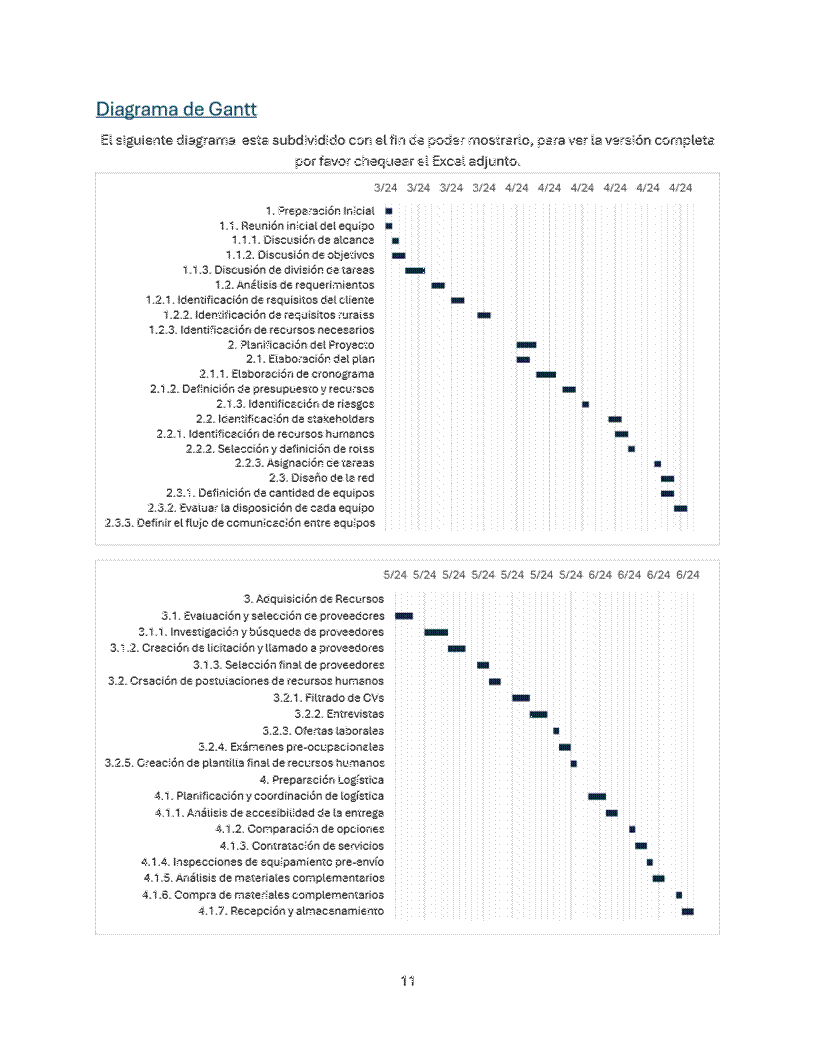 Diagrama de Gantt
El siguiente diagrama esta subdividido con el fin de poder mostrarlo, para ver la versión completa
por favor chequear el Excel adjunto.
3/24 3/24 3/24 3/24 4/24 4/24 4/24 4/24 4/24 4/24
1. Preparación Inicial
1.1. Reunión inicial del equipo
1.1.1. Discusión de alcance
1.1.2. Discusión de objetivos
1.1.3. Discusión de división de tareas
1.2. Análisis de requerimientos
1.2.1. Identificación de requisitos del cliente
1.2.2. Identificación de requisitos rurales
1.2.3. Identificación de recursos necesarios
2. Planificación del Proyecto
2.1. Elaboración del plan
2.1.1. Elaboración de cronograma
2.1.2. Definición de presupuesto y recursos
2.1.3. Identificación de riesgos
2.2. Identificación de stakeholders
2.2.1. Identificación de recursos humanos
2.2.2. Selección y definición de roles
2.2.3. Asignación de tareas
2.3. Diseño de la red
2.3.1. Definición de cantidad de equipos
2.3.2. Evaluar la disposición de cada equipo
2.3.3. Definir el flujo de comunicación entre equipos
5/24 5/24 5/24 5/24 5/24 5/24 5/24 6/24 6/24 6/24 6/24
3. Adquisición de Recursos
3.1. Evaluación y selección de proveedores
3.1.1. Investigación y búsqueda de proveedores
3.1.2. Creación de licitación y llamado a proveedores
3.1.3. Selección final de proveedores
3.2. Creación de postulaciones de recursos humanos
3.2.1. Filtrado de CVs
3.2.2. Entrevistas
3.2.3. Ofertas laborales
3.2.4. Exámenes pre-ocupacionales
3.2.5. Creación de plantilla final de recursos humanos
4. Preparación Logística
4.1. Planificación y coordinación de logística
4.1.1. Análisis de accesibilidad de la entrega
4.1.2. Comparación de opciones
4.1.3. Contratación de servicios
4.1.4. Inspecciones de equipamiento pre-envío
4.1.5. Análisis de materiales complementarios
4.1.6. Compra de materiales complementarios
4.1.7. Recepción y almacenamiento
11